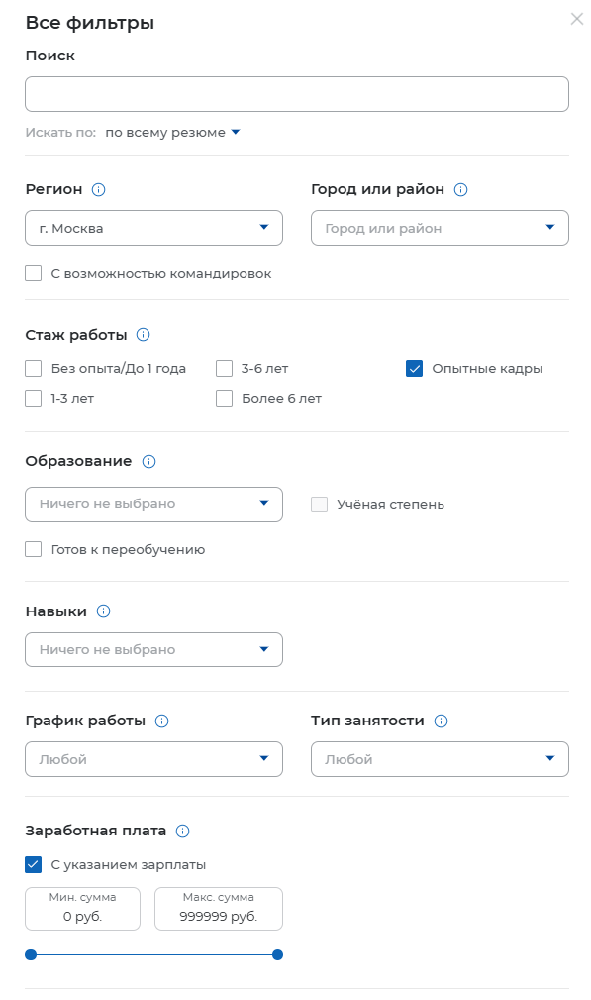 Все фильтры
Поиск
Искать по: по всему резюме
Регион
Город или район
г. Москва
Город или район
С возможностью командировок
Стаж работы
Без опыта/До 1 года
3-6 лет
Опытные кадры
1-3 лет
Более 6 лет
Образование
Ничего не выбрано
Учёная степень
Готов к переобучению
Навыки
Ничего не выбрано
График работы
Тип занятости
Любой
Любой
Заработная плата
С указанием зарплаты
Мин. сумма
Макс. сумма
0 руб.
999999 руб.